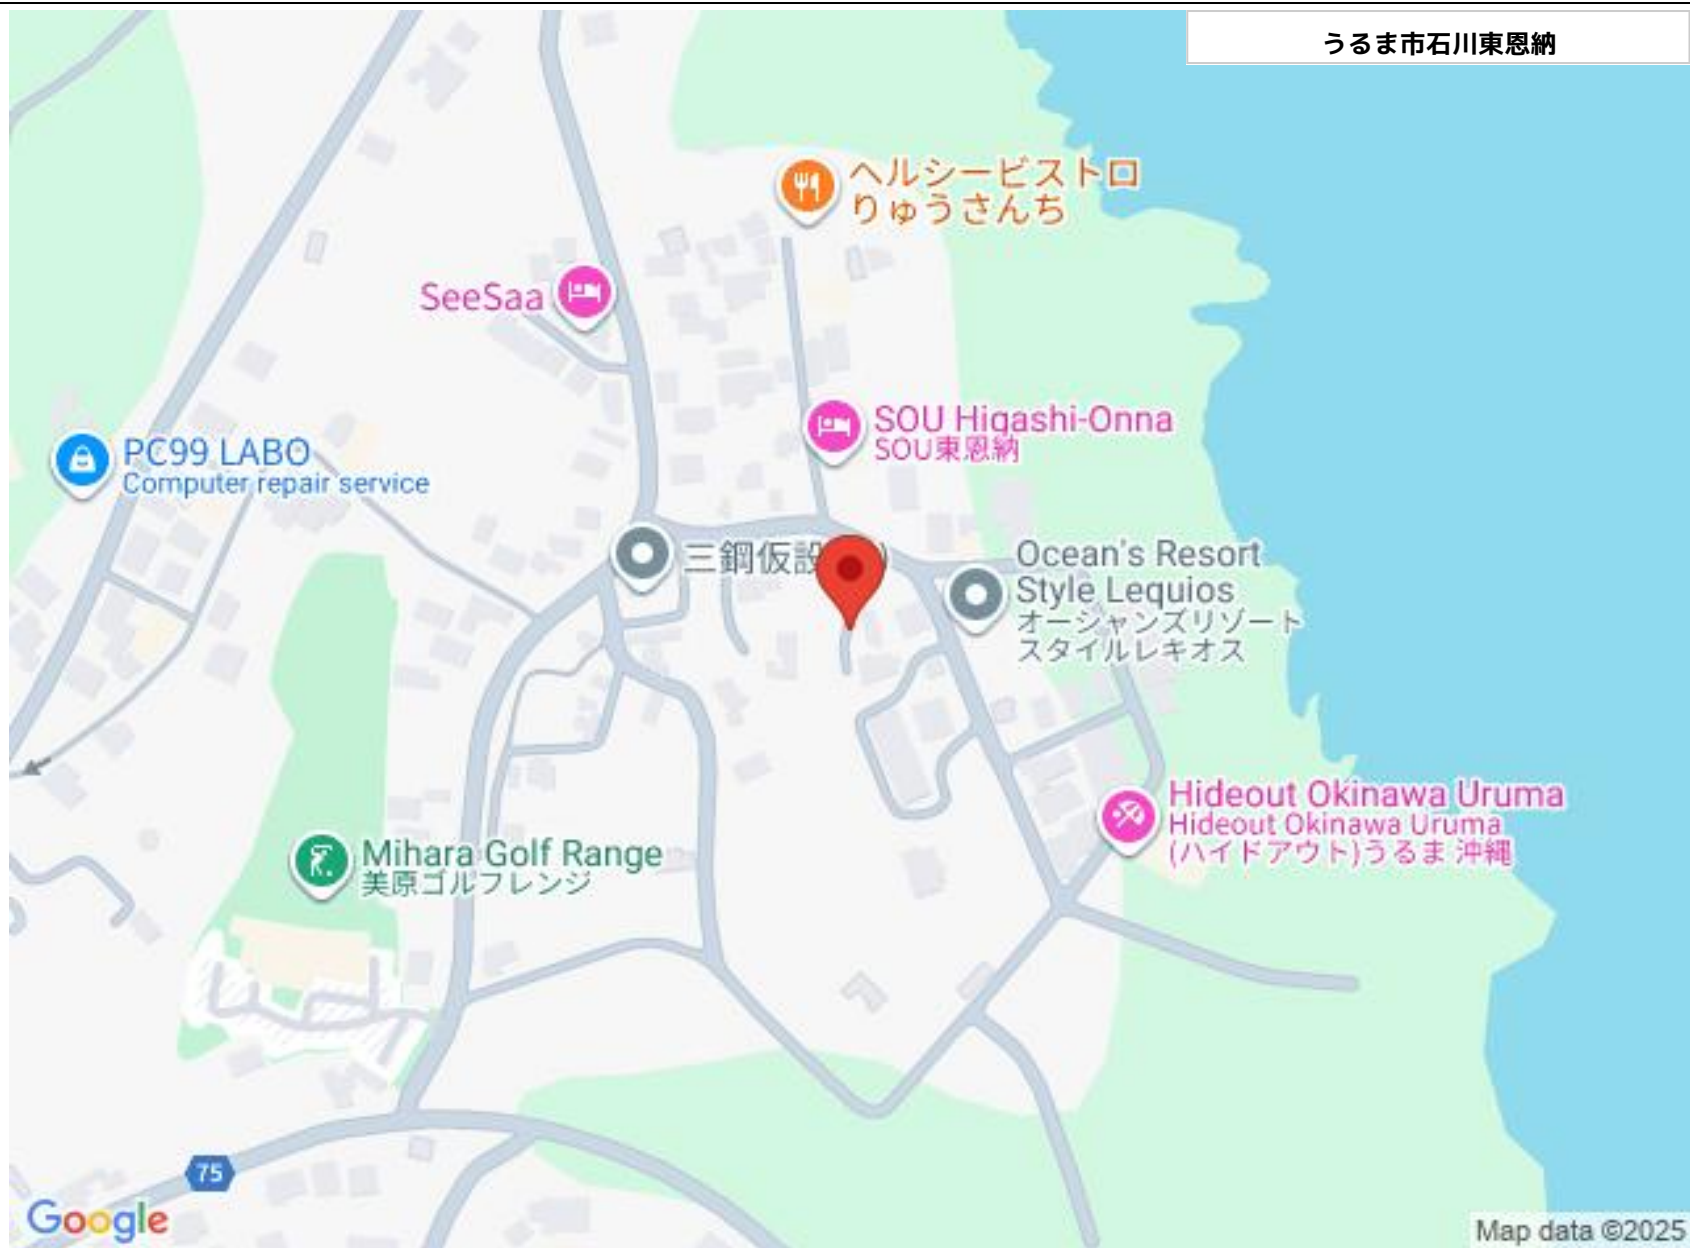 うるま市石川東恩納
ヘルシービストロ
りゅうさんち
SeeSaa
SOU Higashi-Onna
SOU東恩納
PC99 LABO
Computer repair service
三鋼仮設
Ocean's Resort
Style Lequios
オーシャンズリゾート
スタイルレキオス
Hideout Okinawa Uruma
Hideout Okinawa Uruma
(ハイドアウト)うるま 沖縄
Mihara Golf Range
美原ゴルフレンジ
75
Google
Map data ©2025